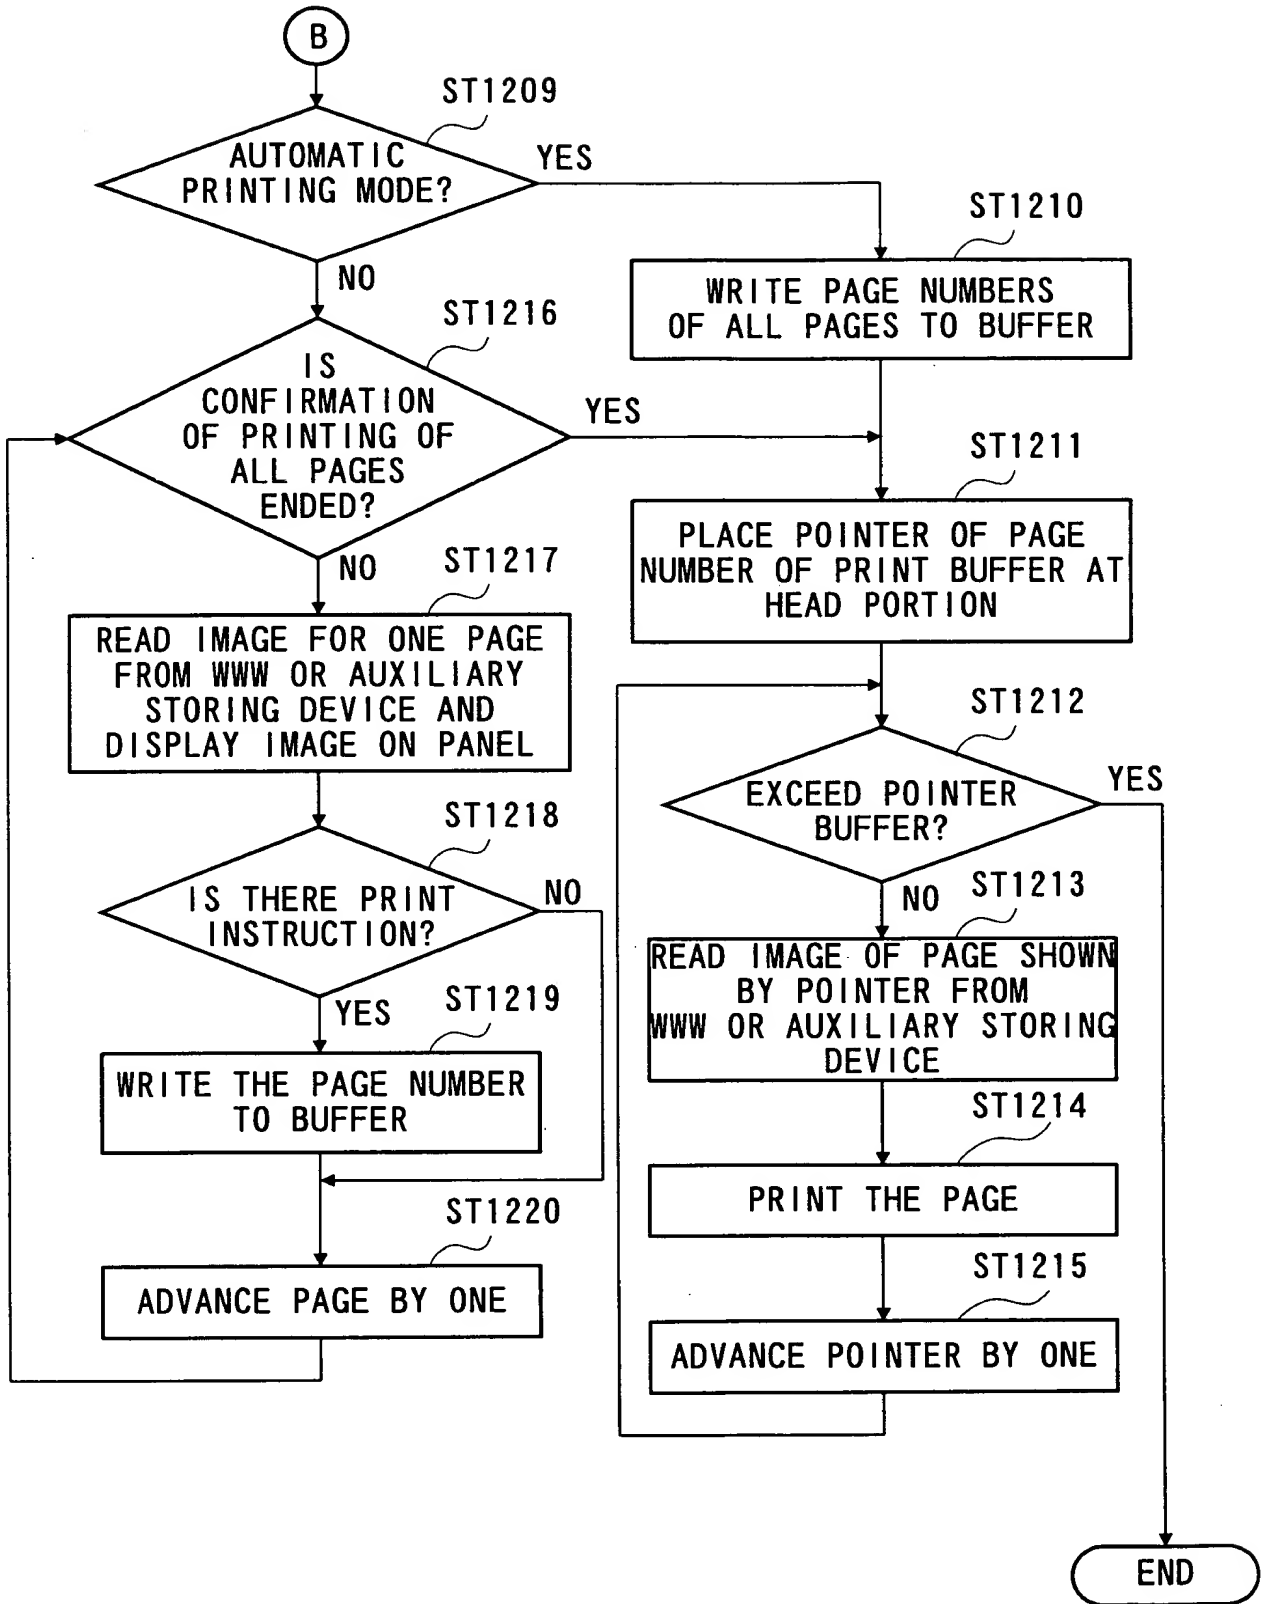 B
ST1209
AUTOMATIC
PRINTING MODE?
YES
NO
ST1210
WRITE PAGE NUMBERS
OF ALL PAGES TO BUFFER
ST1216
IS
CONFIRMATION
OF PRINTING OF
ALL PAGES
ENDED?
YES
NO
ST1211
PLACE POINTER OF PAGE
NUMBER OF PRINT BUFFER AT
HEAD PORTION
ST1217
READ IMAGE FOR ONE PAGE
FROM WWW OR AUXILIARY
STORING DEVICE AND
DISPLAY IMAGE ON PANEL
ST1212
EXCEED POINTER
BUFFER?
YES
NO
ST1218
IS THERE PRINT
INSTRUCTION?
NO
YES
ST1213
READ IMAGE OF PAGE SHOWN
BY POINTER FROM
WWW OR AUXILIARY STORING
DEVICE
ST1219
WRITE THE PAGE NUMBER
TO BUFFER
ST1214
PRINT THE PAGE
ST1220
ADVANCE PAGE BY ONE
ST1215
ADVANCE POINTER BY ONE
END